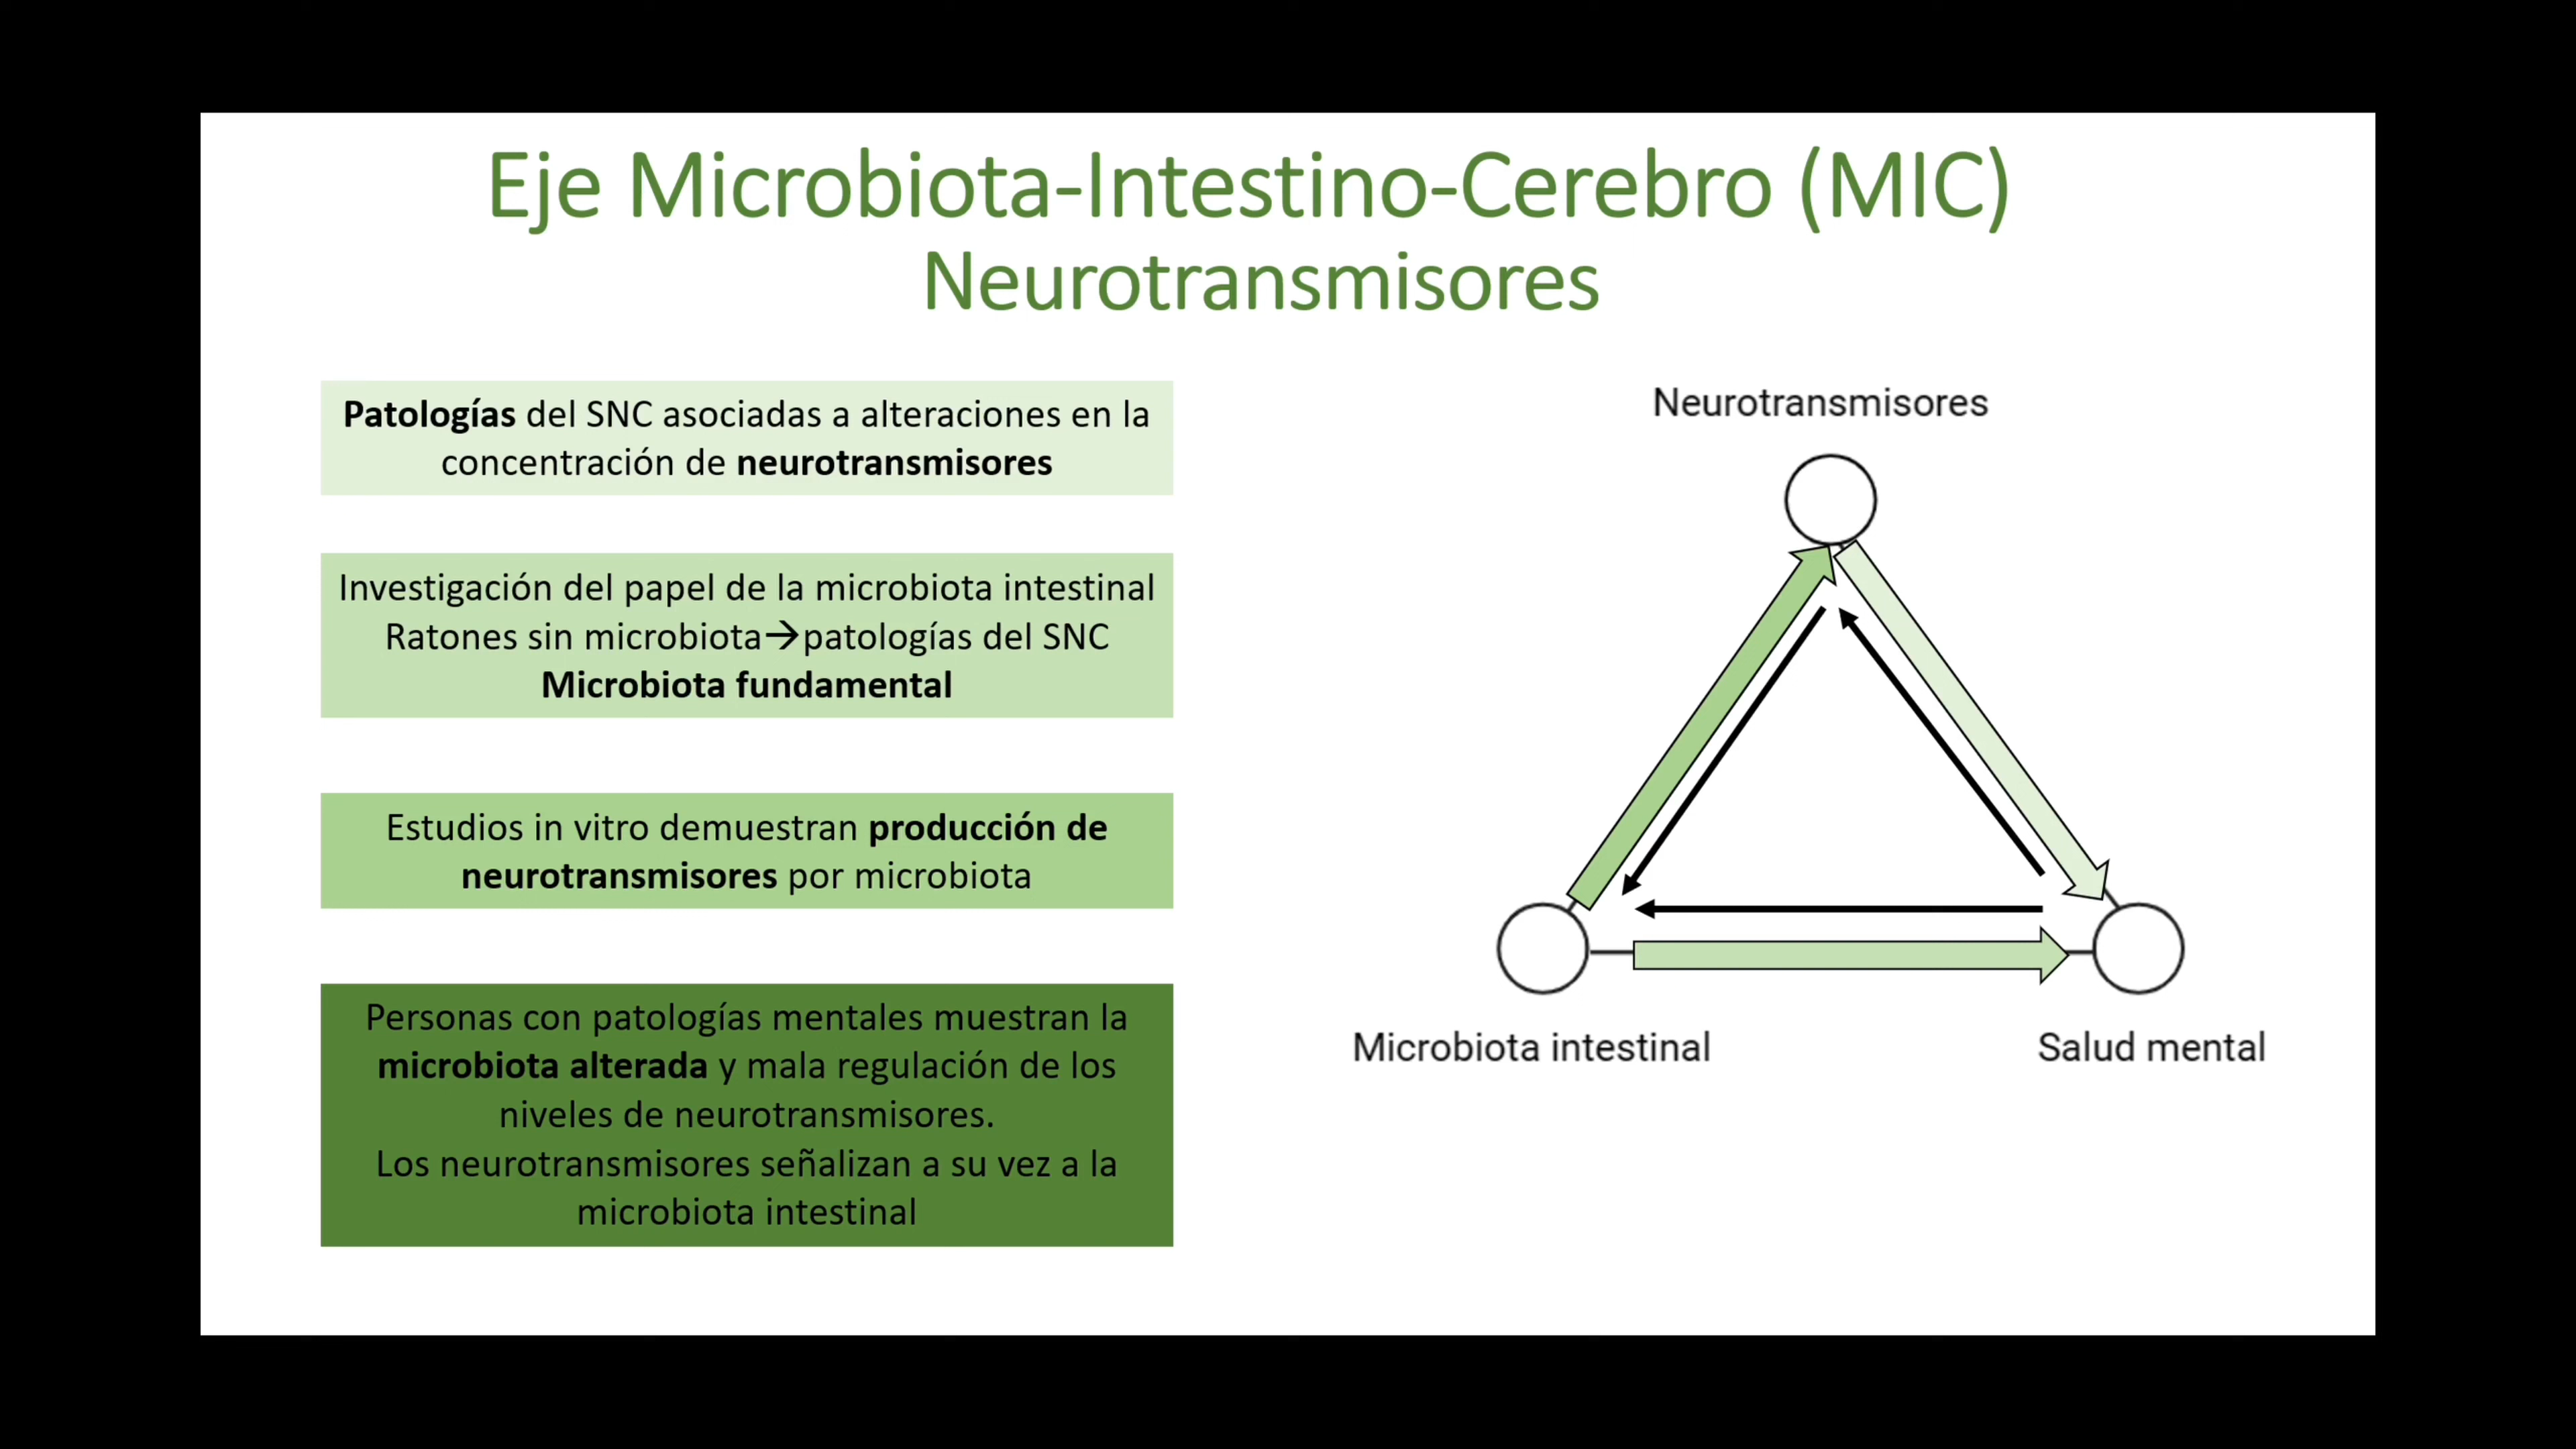 Eje Microbiota-Intestino-Cerebro (MIC)
Neurotransmisores
Patologías del SNC asociadas a alteraciones en la
concentración de neurotransmisores
Investigación del papel de la microbiota intestinal
Ratones sin microbiota→patologías del SNC
Microbiota fundamental
Estudios in vitro demuestran producción de
neurotransmisores por microbiota
Personas con patologías mentales muestran la
microbiota alterada y mala regulación de los
niveles de neurotransmisores.
Los neurotransmisores señalizan a su vez a la
microbiota intestinal
Neurotransmisores
Microbiota intestinal
Salud mental